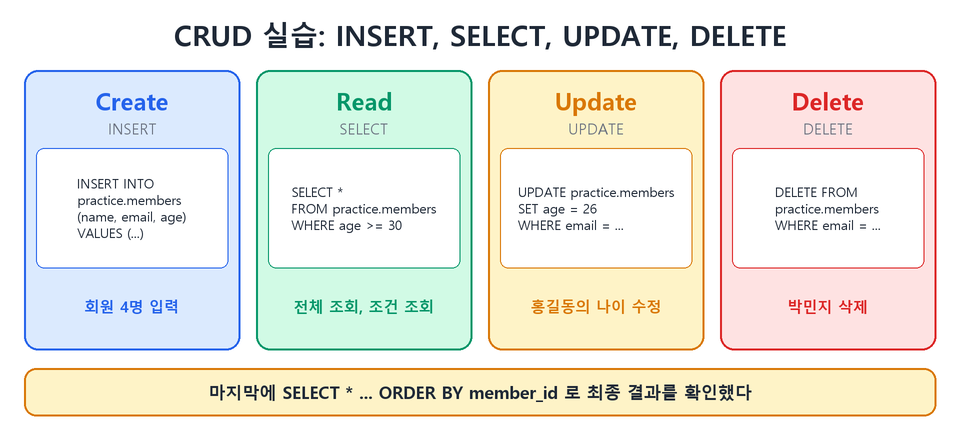 CRUD 실습: INSERT, SELECT, UPDATE, DELETE
Create
INSERT
INSERT INTO
practice.members
(name, email, age)
VALUES (...)
회원 4명 입력
Read
SELECT
SELECT *
FROM practice.members
WHERE age >= 30
전체 조회, 조건 조회
Update
UPDATE
UPDATE practice.members
SET age = 26
WHERE email = ...
홍길동의 나이 수정
Delete
DELETE
DELETE FROM
practice.members
WHERE email = ...
박민지 삭제
마지막에 SELECT * ... ORDER BY member_id 로 최종 결과를 확인했다